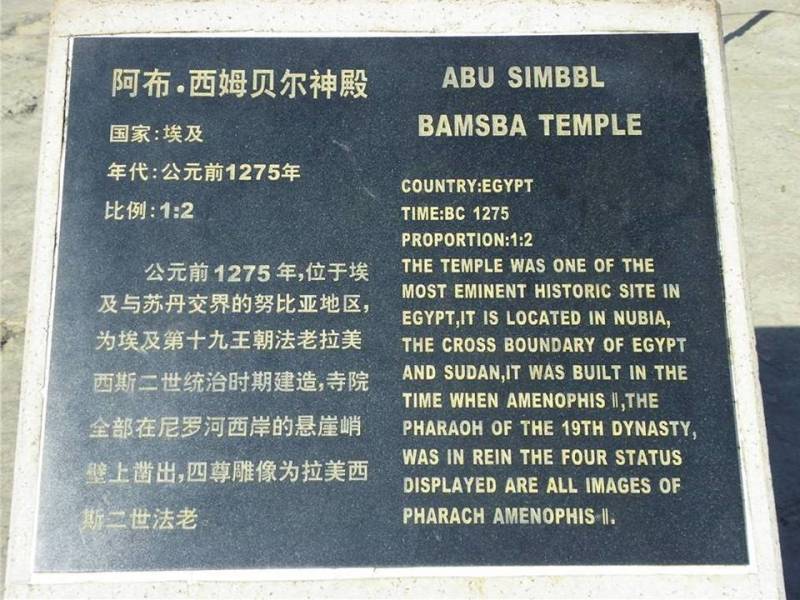 阿布·西姆贝尔神殿
国家:埃及
年代:公元前1275年
比例:1:2
公元前1275年,位于埃
及与苏丹交界的努比亚地区,
为埃及第十九王朝法老拉美
西斯二世统治时期建造,寺院
全部在尼罗河西岸的悬崖峭
壁上凿出,四尊雕像为拉美西
斯二世法老
ABU SIMBBL
BAMSBA TEMPLE
COUNTRY:EGYPT
TIME:BC 1275
PROPORTION:1:2
THE TEMPLE WAS ONE OF THE
MOST EMINENT HISTORIC SITE IN
EGYPT,IT IS LOCATED IN NUBIA,
THE CROSS BOUNDARY OF EGYPT
AND SUDAN,IT WAS BUILT IN THE
TIME WHEN AMENOPHIS Ⅱ,THE
PHARAOH OF THE 19TH DYNASTY,
WAS IN REIN THE FOUR STATUS
DISPLAYED ARE ALL IMAGES OF
PHARACH AMENOPHIS Ⅱ.